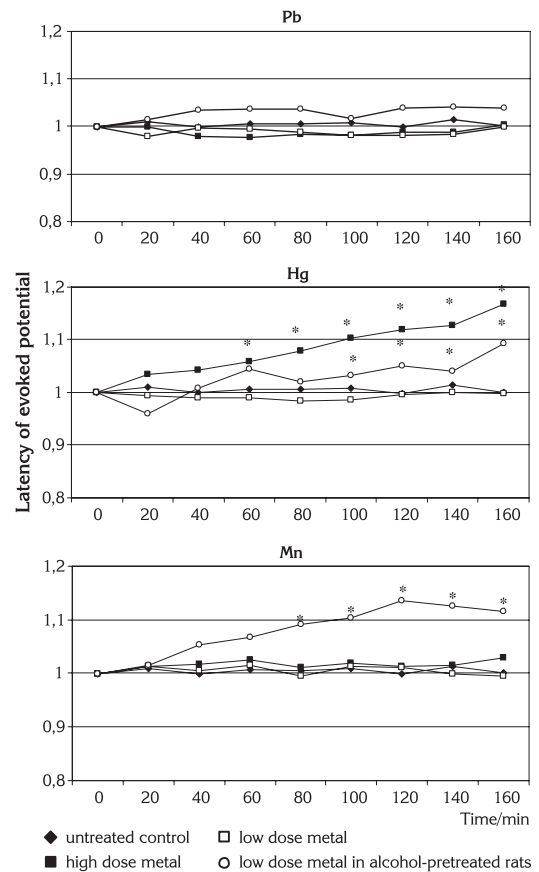 Pb
1,2
1,1
1
0,9
0,8
0 20 40 60 80 100 120 140 160
Latency of evoked potential
Hg
1,2
1,1
1
0,9
0,8
* * * * * *
* * * *
0 20 40 60 80 100 120 140 160
Mn
1,2
1,1
1
0,9
0,8
* * * * *
0 20 40 60 80 100 120 140 160
Time/min
untreated control low dose metal
high dose metal low dose metal in alcohol-pretreated rats